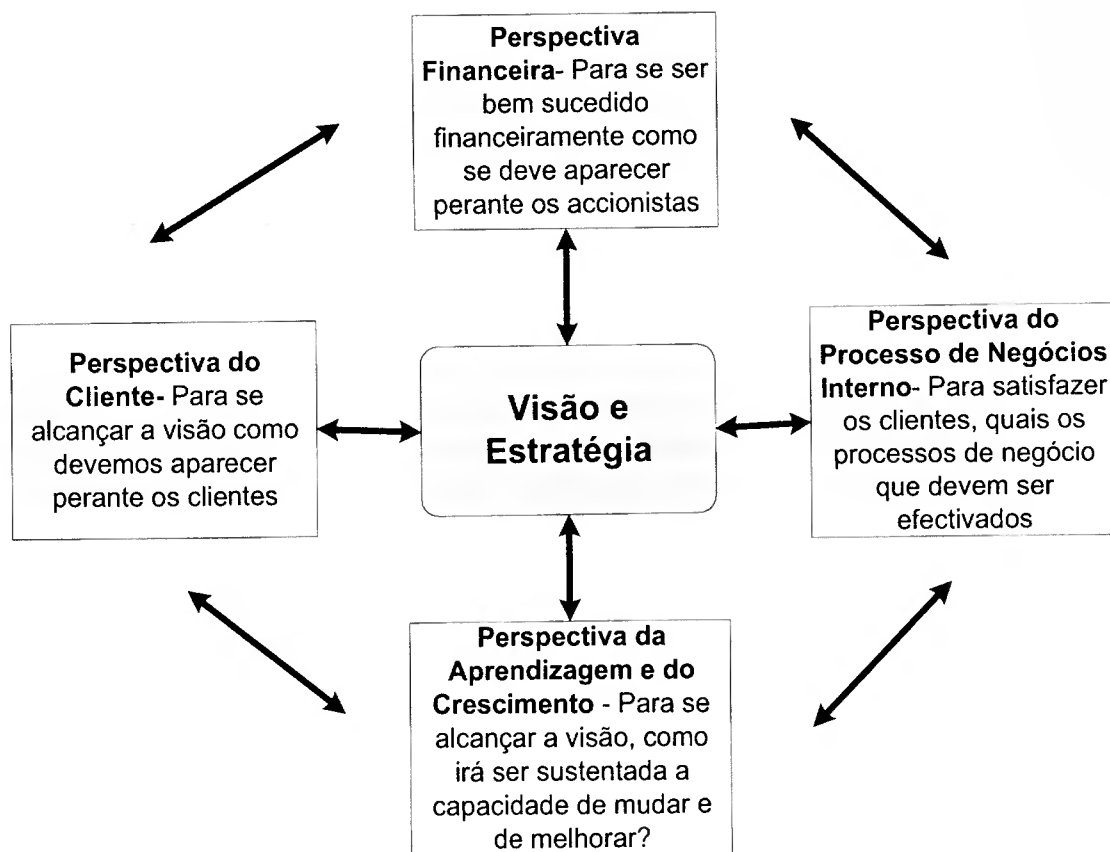 Perspectiva
Financeira- Para se ser
bem sucedido
financeiramente como
se deve aparecer
perante os accionistas
Perspectiva do
Cliente- Para se
alcançar a visão como
devemos aparecer
perante os clientes
Visão e
Estratégia
Perspectiva do
Processo de Negócios
Interno- Para satisfazer
os clientes, quais os
processos de negócio
que devem ser
efectivados
Perspectiva da
Aprendizagem e do
Crescimento - Para se
alcançar a visão, como
irá ser sustentada a
capacidade de mudar e
de melhorar?